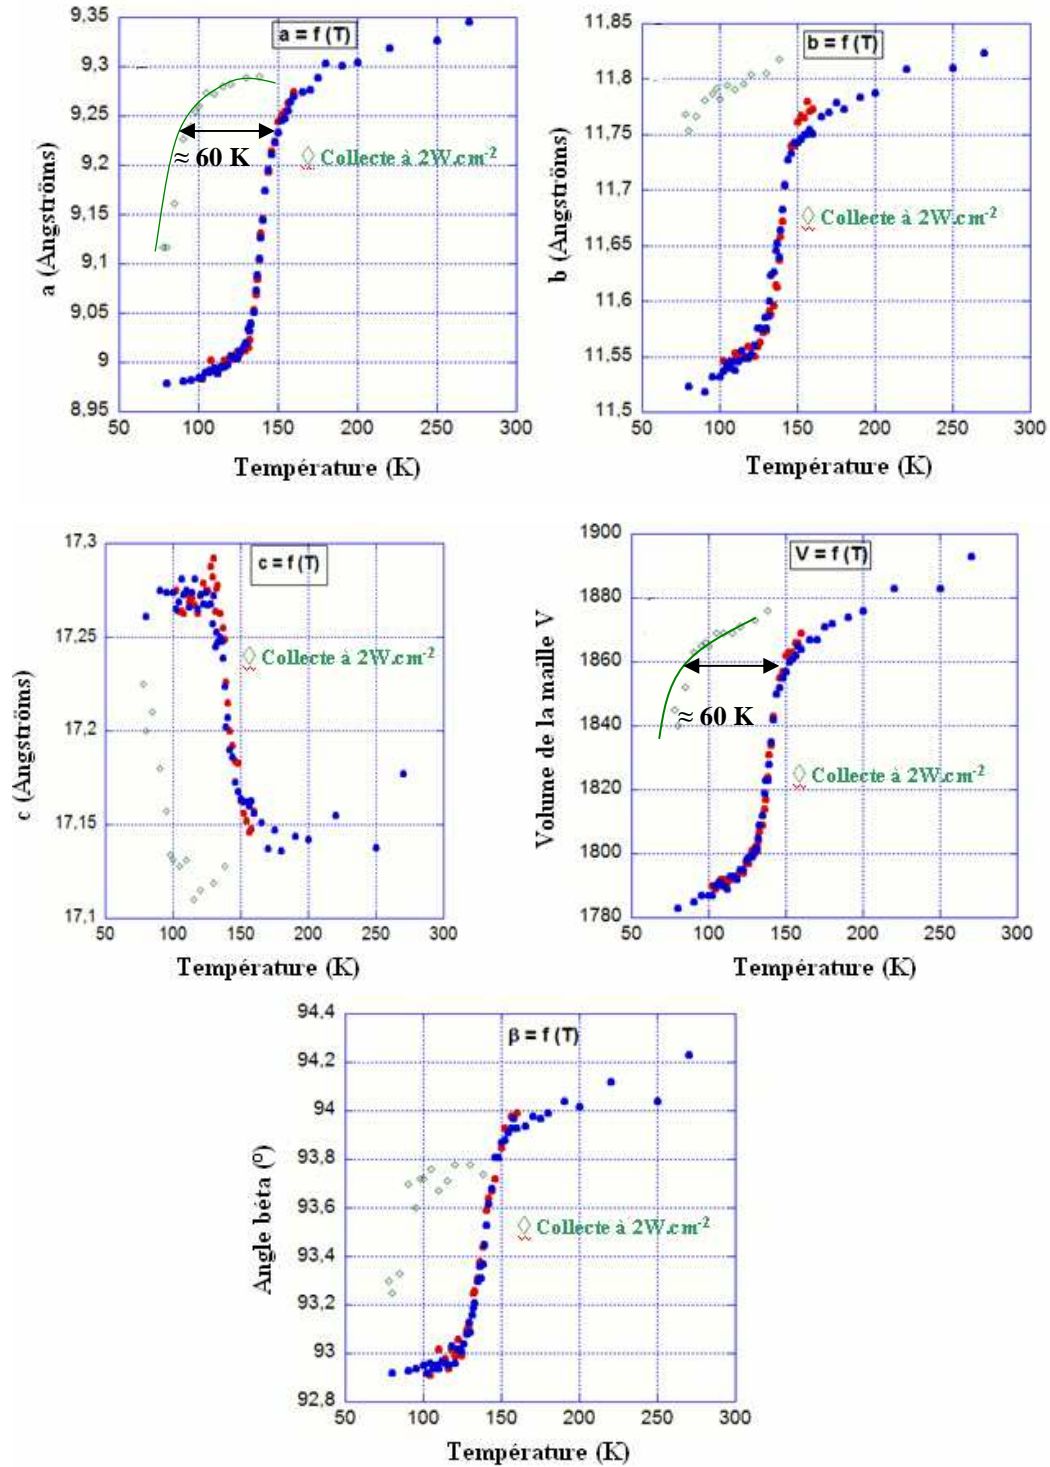 a = f (T)
9,35
9,3
9,25
9,2
9,15
9,1
9,05
9
8,95
≈ 60 K
Collecte à 2W.cm-2
a (Angströms)
50 100 150 200 250 300
Température (K)
b = f (T)
11,85
11,8
11,75
11,7
11,65
11,6
11,55
11,5
Collecte à 2W.cm-2
b (Angströms)
50 100 150 200 250 300
Température (K)
c = f (T)
17,3
17,25
17,2
17,15
17,1
Collecte à 2W.cm-2
c (Angströms)
50 100 150 200 250 300
Température (K)
V = f (T)
1900
1880
1860
1840
1820
1800
1780
≈ 60 K
Collecte à 2W.cm-2
Volume de la maille V
50 100 150 200 250 300
Température (K)
β = f (T)
94,4
94,2
94
93,8
93,6
93,4
93,2
93
92,8
Collecte à 2W.cm-2
Angle béta (°)
50 100 150 200 250 300
Température (K)